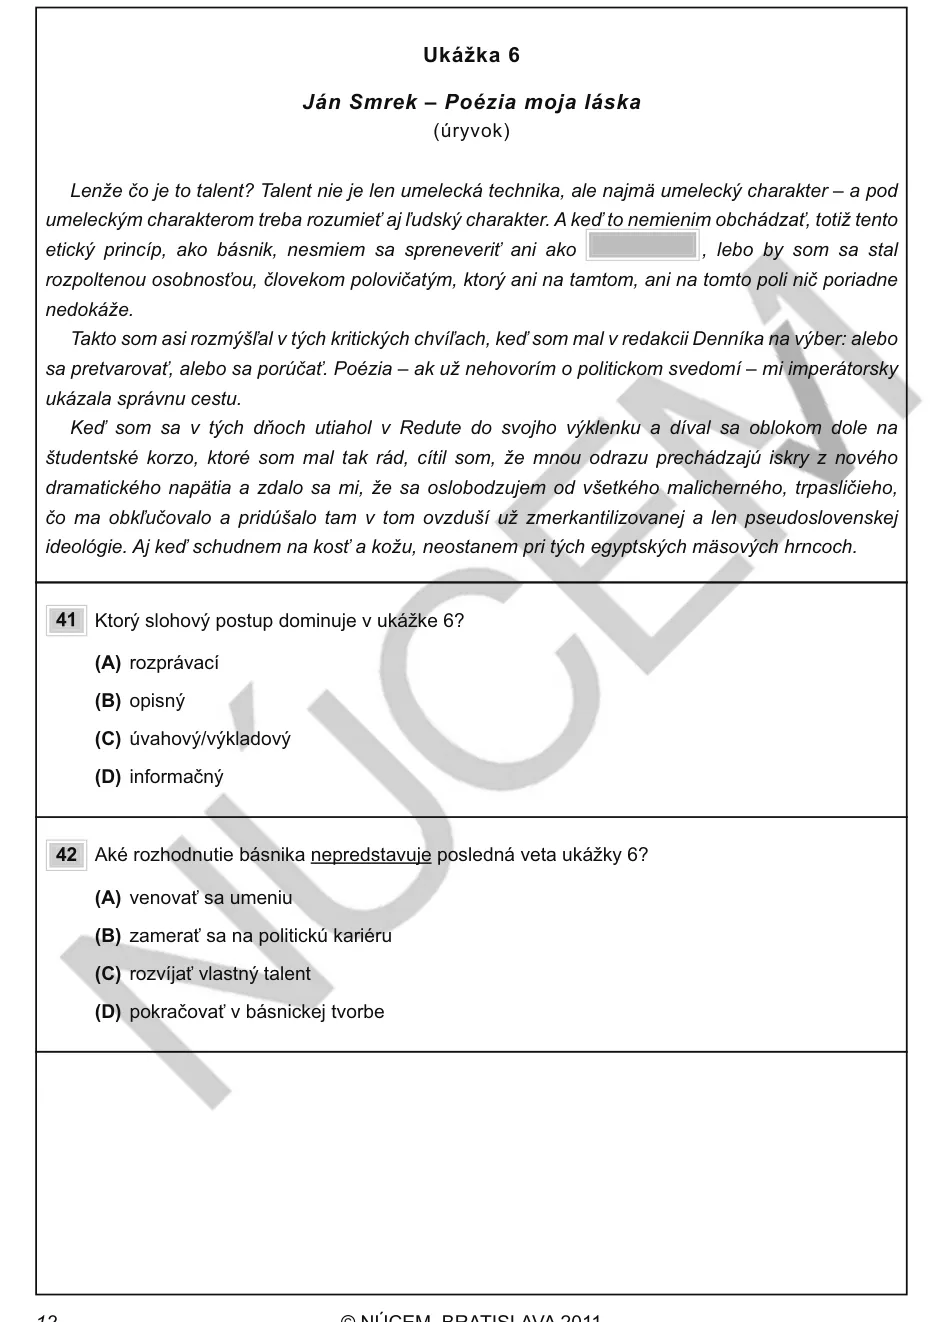 Ukážka 6
Ján Smrek – Poézia moja láska
(úryvok)
Lenže čo je to talent? Talent nie je len umelecká technika, ale najmä umelecký charakter – a pod
umeleckým charakterom treba rozumieť aj ľudský charakter. A keď to nemienim obchádzať, totiž tento
etický princíp, ako básnik, nesmiem sa spreneveriť ani ako , lebo by som sa stal
rozpoltenou osobnosťou, človekom polovičatým, ktorý ani na tamtom, ani na tomto poli nič poriadne
nedokáže.
Takto som asi rozmýšľal v tých kritických chvíľach, keď som mal v redakcii Denníka na výber: alebo
sa pretvarovať, alebo sa porúčať. Poézia – ak už nehovorím o politickom svedomí – mi imperátorsky
ukázala správnu cestu.
Keď som sa v tých dňoch utiahol v Redute do svojho výklenku a díval sa oblokom dole na
študentské korzo, ktoré som mal tak rád, cítil som, že mnou odrazu prechádzajú iskry z nového
dramatického napätia a zdalo sa mi, že sa oslobodzujem od všetkého malicherného, trpasličieho,
čo ma obkľučovalo a pridúšalo tam v tom ovzduší už zmerkantilizovanej a len pseudoslovenskej
ideológie. Aj keď schudnem na kosť a kožu, neostanem pri tých egyptských mäsových hrncoch.
41 Ktorý slohový postup dominuje v ukážke 6?
(A) rozprávací
(B) opisný
(C) úvahový/výkladový
(D) informačný
42 Aké rozhodnutie básnika nepredstavuje posledná veta ukážky 6?
(A) venovať sa umeniu
(B) zamerať sa na politickú kariéru
(C) rozvíjať vlastný talent
(D) pokračovať v básnickej tvorbe
NÚCEM
12 © NÚCEM, BRATISLAVA 2011